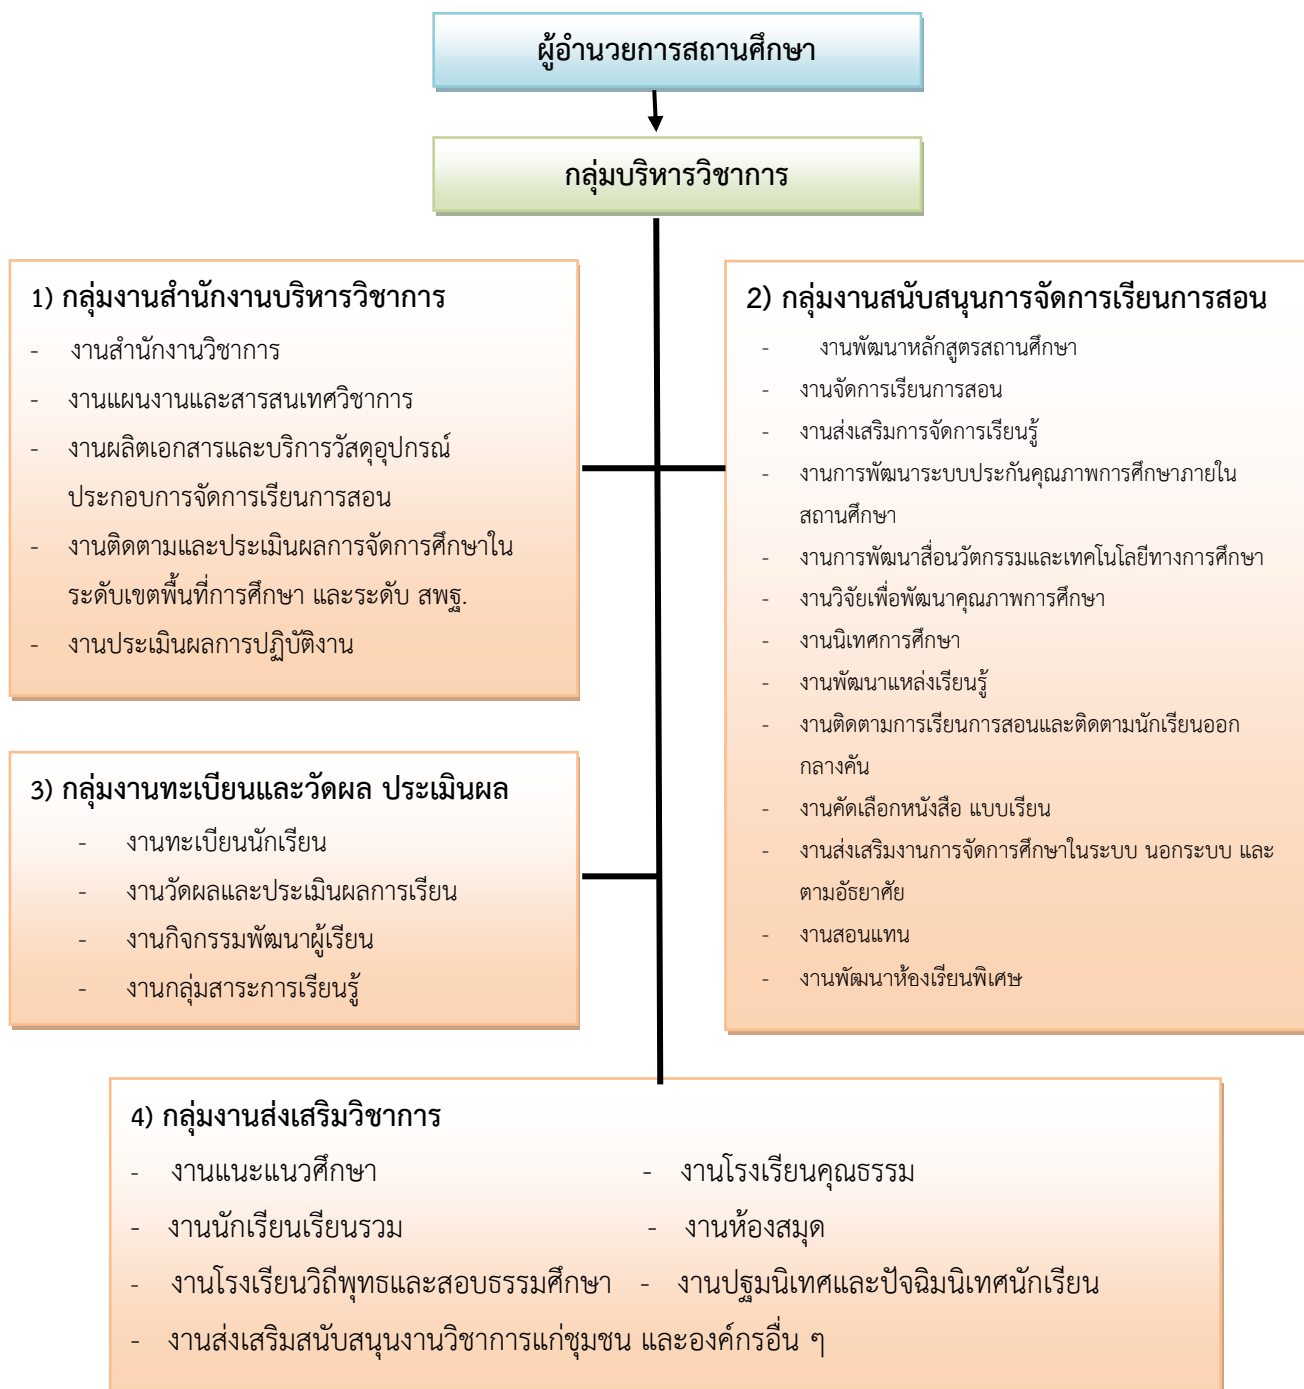 ผู้อำนวยการสถานศึกษา
กลุ่มบริหารวิชาการ
1) กลุ่มงานสำนักงานบริหารวิชาการ
- งานสำนักงานวิชาการ
- งานแผนงานและสารสนเทศวิชาการ
- งานผลิตเอกสารและบริการวัสดุอุปกรณ์
ประกอบการจัดการเรียนการสอน
- งานติดตามและประเมินผลการจัดการศึกษาใน
ระดับเขตพื้นที่การศึกษา และระดับ สพฐ.
- งานประเมินผลการปฏิบัติงาน
2) กลุ่มงานสนับสนุนการจัดการเรียนการสอน
- งานพัฒนาหลักสูตรสถานศึกษา
- งานจัดการเรียนการสอน
- งานส่งเสริมการจัดการเรียนรู้
- งานการพัฒนาระบบประกันคุณภาพการศึกษาภายใน
สถานศึกษา
- งานการพัฒนาสื่อนวัตกรรมและเทคโนโลยีทางการศึกษา
- งานวิจัยเพื่อพัฒนาคุณภาพการศึกษา
- งานนิเทศการศึกษา
- งานพัฒนาแหล่งเรียนรู้
- งานติดตามการเรียนการสอนและติดตามนักเรียนออก
กลางคัน
- งานคัดเลือกหนังสือ แบบเรียน
- งานส่งเสริมงานการจัดการศึกษาในระบบ นอกระบบ และ
ตามอัธยาศัย
- งานสอนแทน
- งานพัฒนาห้องเรียนพิเศษ
3) กลุ่มงานทะเบียนและวัดผล ประเมินผล
- งานทะเบียนนักเรียน
- งานวัดผลและประเมินผลการเรียน
- งานกิจกรรมพัฒนาผู้เรียน
- งานกลุ่มสาระการเรียนรู้
4) กลุ่มงานส่งเสริมวิชาการ
- งานแนะแนวศึกษา - งานโรงเรียนคุณธรรม
- งานนักเรียนเรียนรวม - งานห้องสมุด
- งานโรงเรียนวิถีพุทธและสอบธรรมศึกษา - งานปฐมนิเทศและปัจฉิมนิเทศนักเรียน
- งานส่งเสริมสนับสนุนงานวิชาการแก่ชุมชน และองค์กรอื่น ๆ